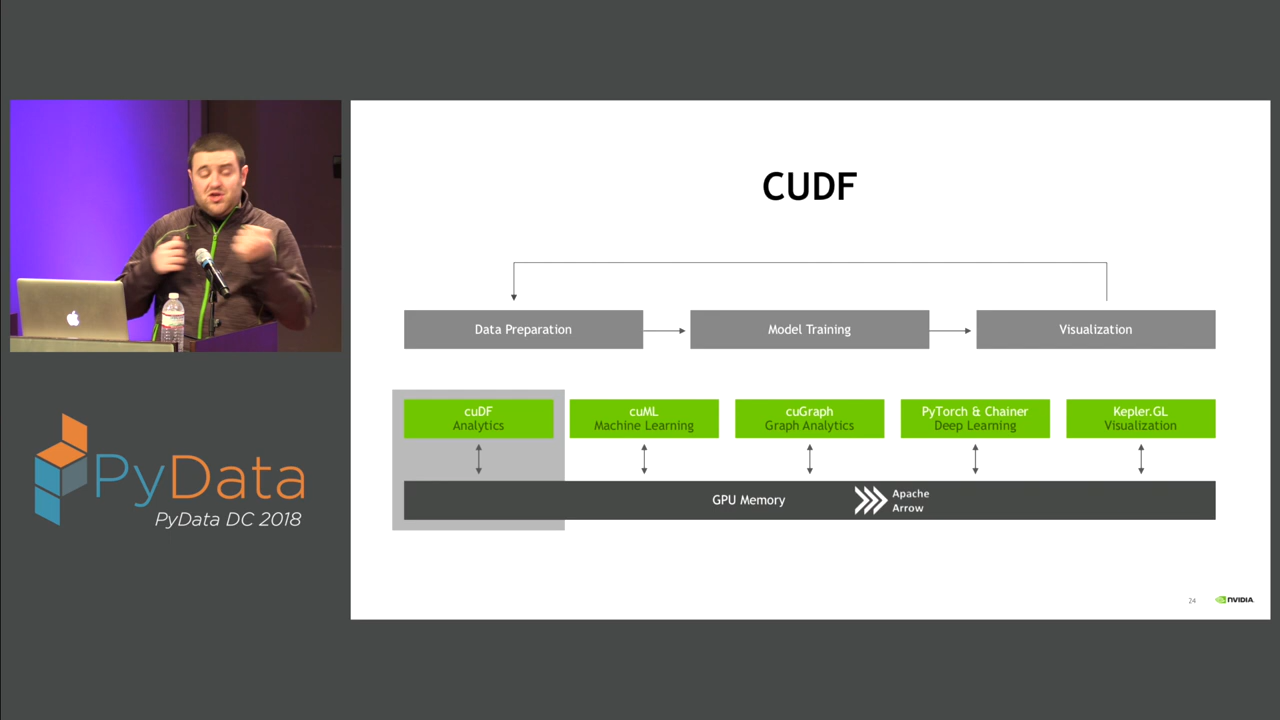 CUDF
Data Preparation
Model Training
Visualization
cuDF
Analytics
cuML
Machine Learning
cuGraph
Graph Analytics
PyTorch & Chainer
Deep Learning
Kepler.GL
Visualization
GPU Memory
Apache
Arrow
PyData
PyData DC 2018
24
NVIDIA